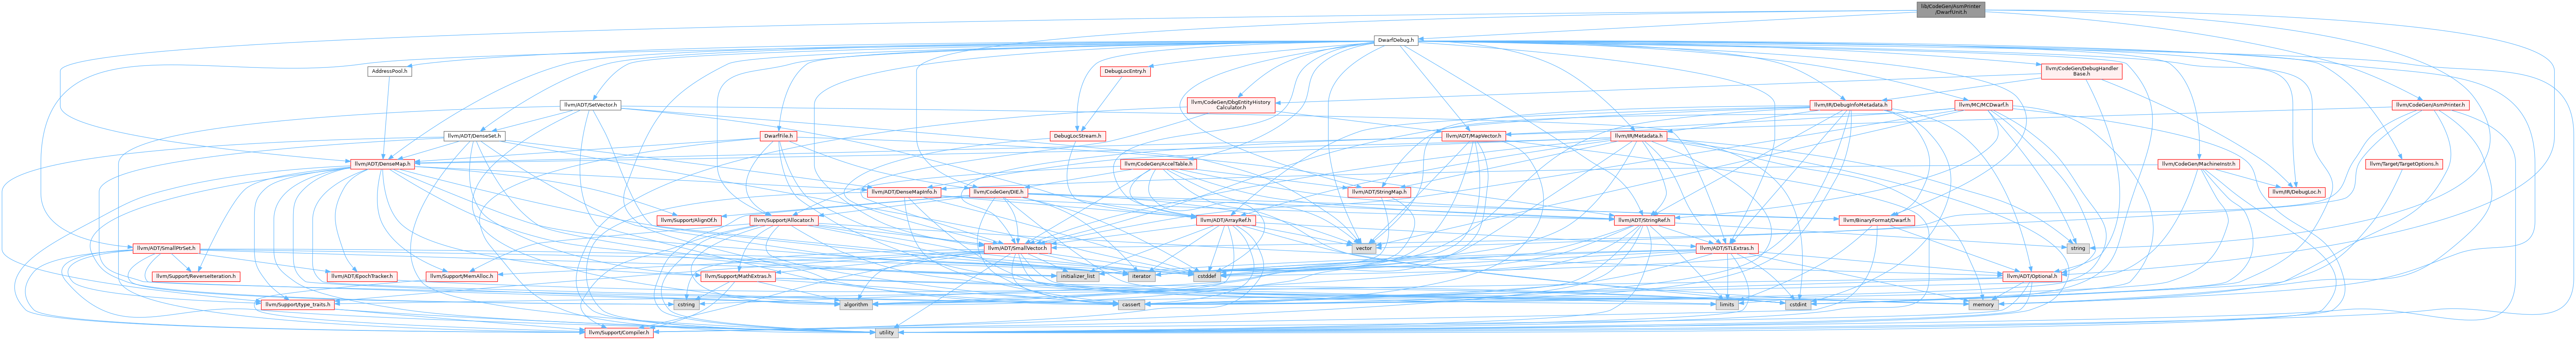 lib/CodeGen/AsmPrinter
/DwarfUnit.h
DwarfDebug.h
AddressPool.h
DebugLocEntry.h
llvm/CodeGen/DebugHandler
Base.h
llvm/ADT/SetVector.h
llvm/CodeGen/DbgEntityHistory
Calculator.h
llvm/IR/DebugInfoMetadata.h
llvm/MC/MCDwarf.h
llvm/CodeGen/AsmPrinter.h
llvm/ADT/DenseSet.h
DwarfFile.h
DebugLocStream.h
llvm/ADT/MapVector.h
llvm/IR/Metadata.h
llvm/ADT/DenseMap.h
llvm/CodeGen/AccelTable.h
llvm/CodeGen/MachineInstr.h
llvm/Target/TargetOptions.h
llvm/ADT/DenseMapInfo.h
llvm/CodeGen/DIE.h
llvm/ADT/StringMap.h
llvm/IR/DebugLoc.h
llvm/Support/AlignOf.h
llvm/Support/Allocator.h
llvm/ADT/ArrayRef.h
llvm/ADT/StringRef.h
llvm/BinaryFormat/Dwarf.h
llvm/ADT/SmallPtrSet.h
llvm/ADT/SmallVector.h
vector
llvm/ADT/STLExtras.h
string
llvm/Support/ReverseIteration.h
llvm/ADT/EpochTracker.h
llvm/Support/MemAlloc.h
llvm/Support/MathExtras.h
initializer_list
iterator
cstddef
llvm/ADT/Optional.h
llvm/Support/type_traits.h
cstring
algorithm
cassert
limits
cstdint
memory
llvm/Support/Compiler.h
utility